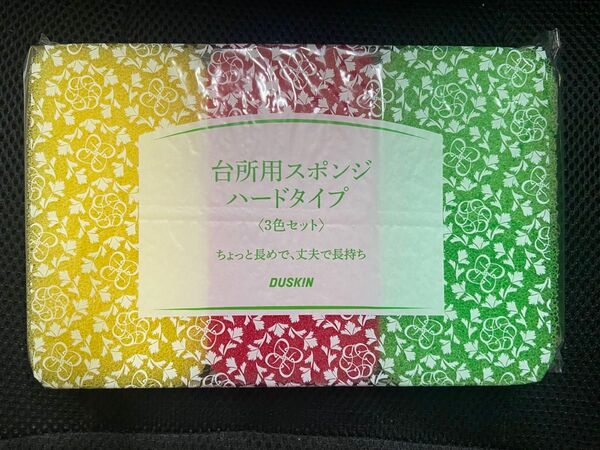 台所用スポンジ
ハードタイプ
〈3色セット〉
ちょっと長めで、丈夫で長持ち
DUSKIN